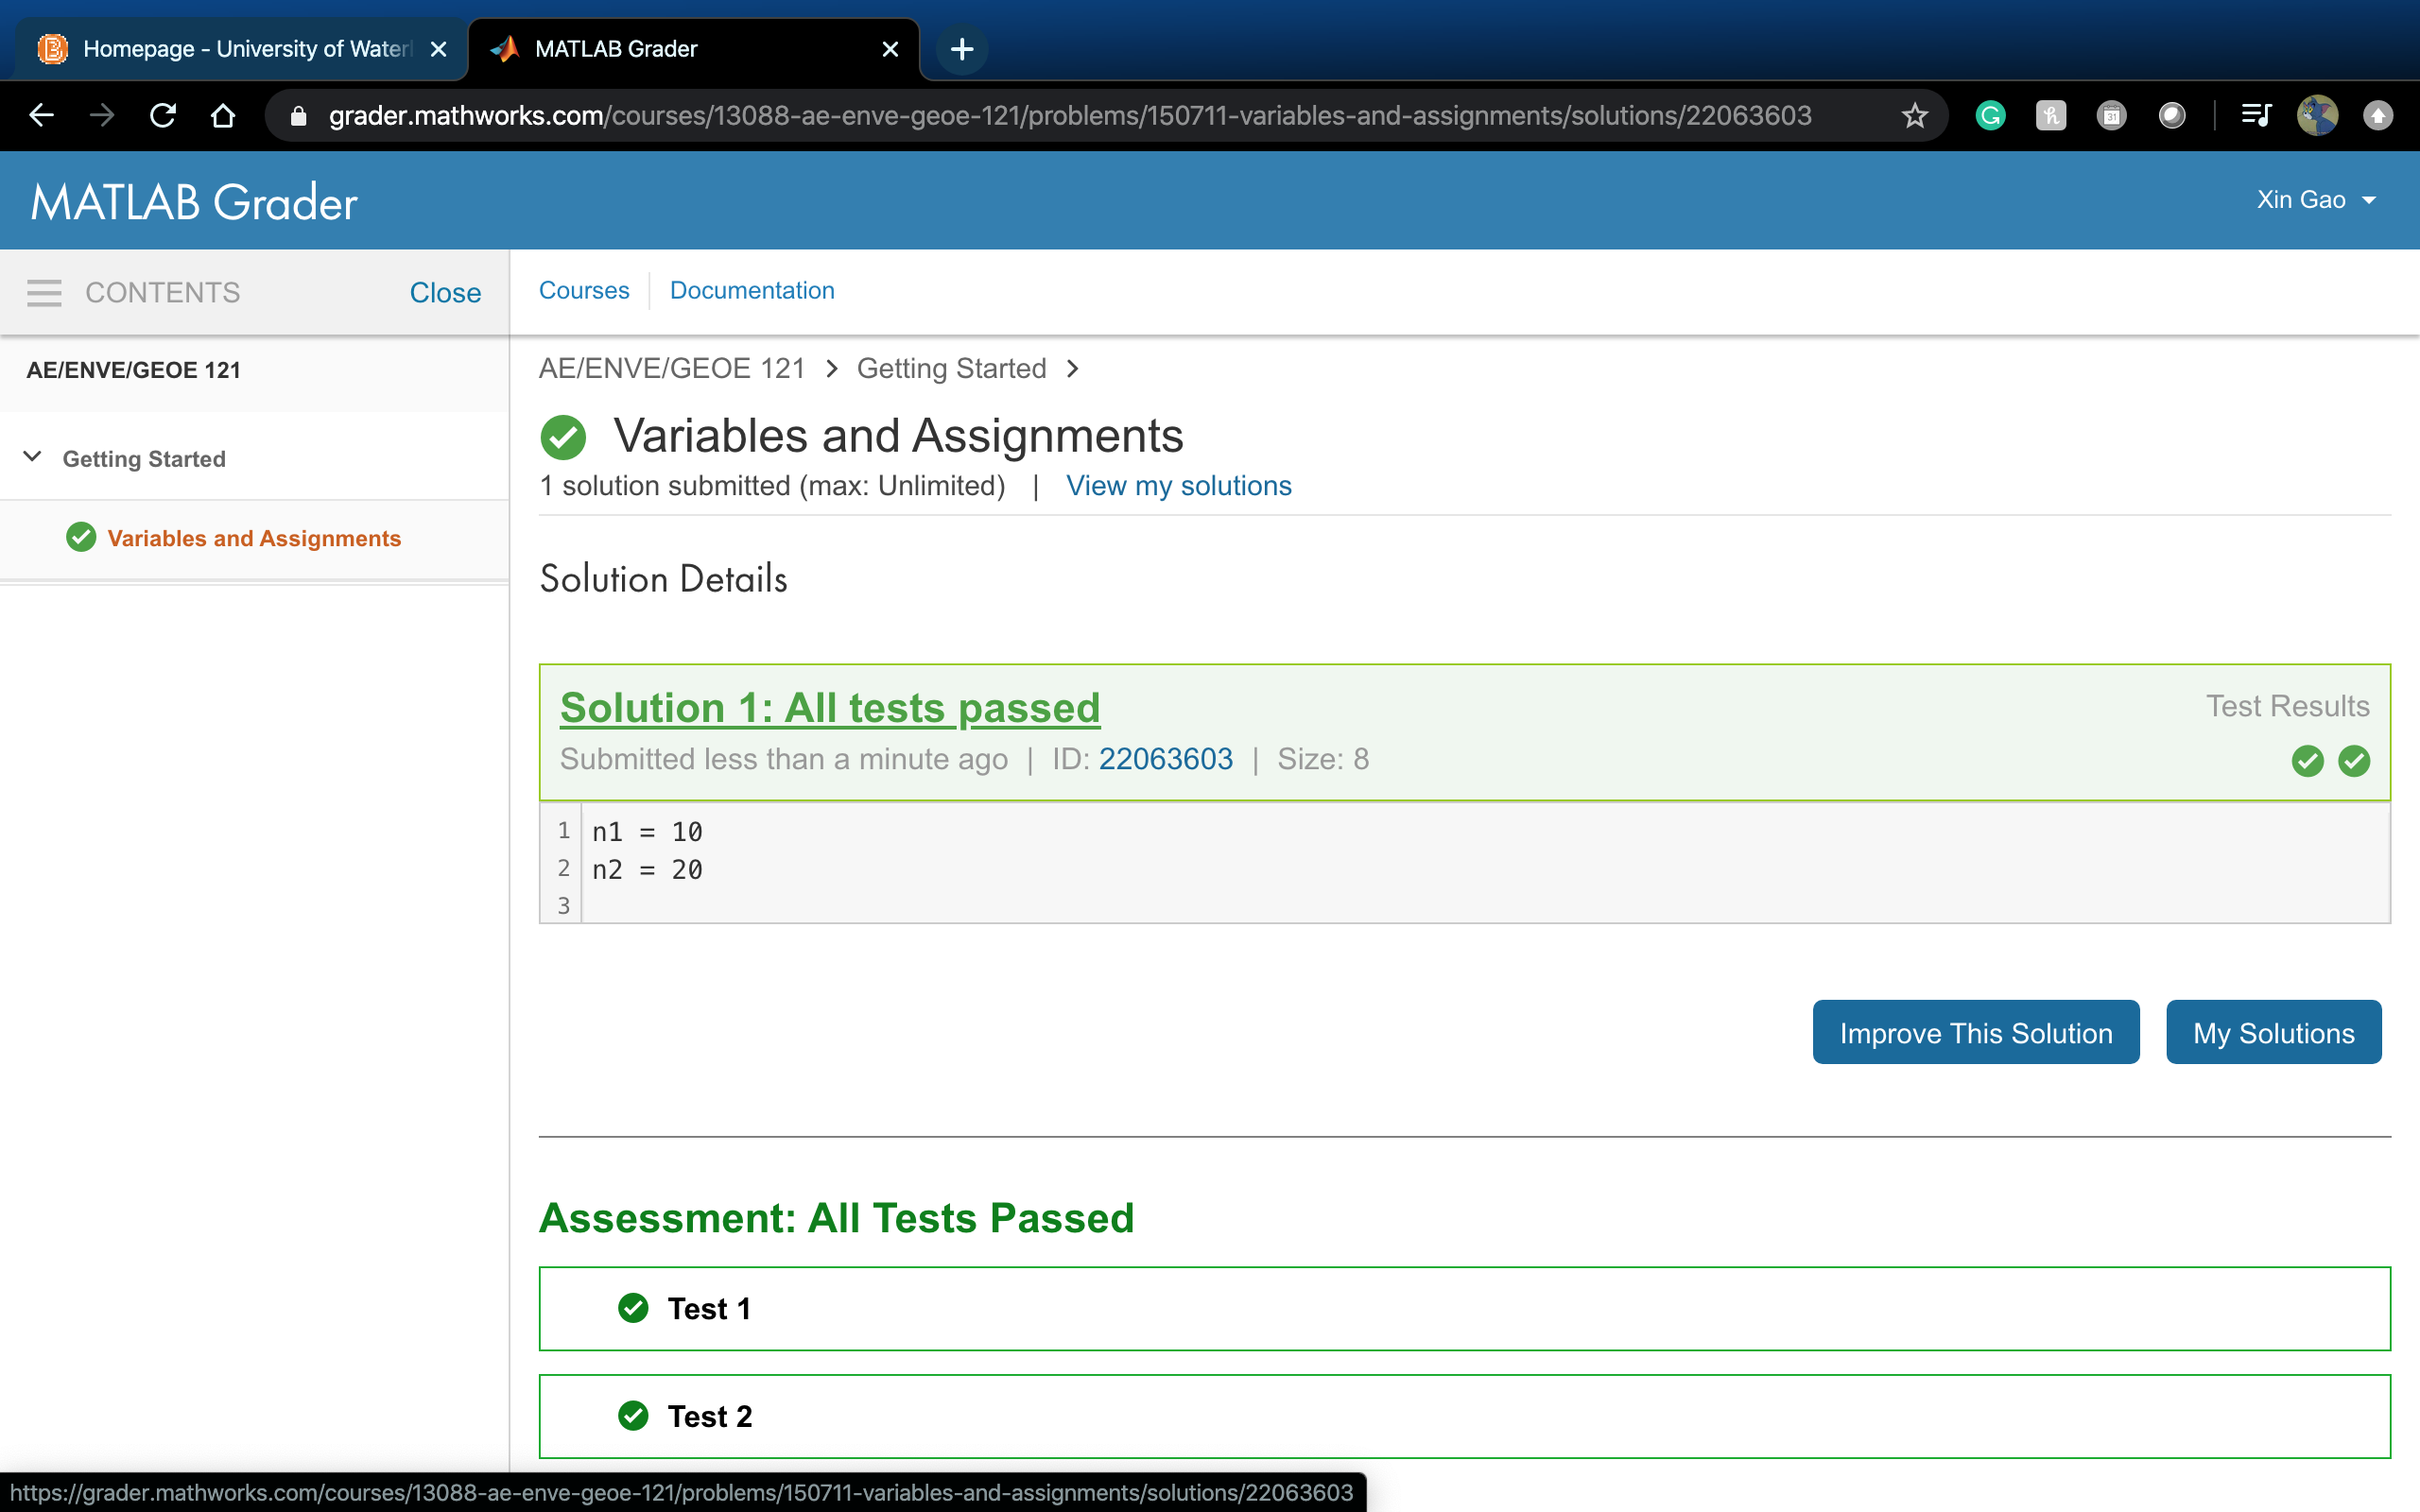 Homepage - University of Water
MATLAB Grader
grader.mathworks.com/courses/13088-ae-enve-geoe-121/problems/150711-variables-and-assignments/solutions/22063603
MATLAB Grader
Xin Gao
CONTENTS
Close
Courses
Documentation
AE/ENVE/GEOE 121
Getting Started
Variables and Assignments
AE/ENVE/GEOE 121 > Getting Started >
Variables and Assignments
1 solution submitted (max: Unlimited) | View my solutions
Solution Details
Solution 1: All tests passed
Test Results
Submitted less than a minute ago | ID: 22063603 | Size: 8
1 n1 = 10
2 n2 = 20
3
Improve This Solution
My Solutions
Assessment: All Tests Passed
Test 1
Test 2
https://grader.mathworks.com/courses/13088-ae-enve-geoe-121/problems/150711-variables-and-assignments/solutions/22063603